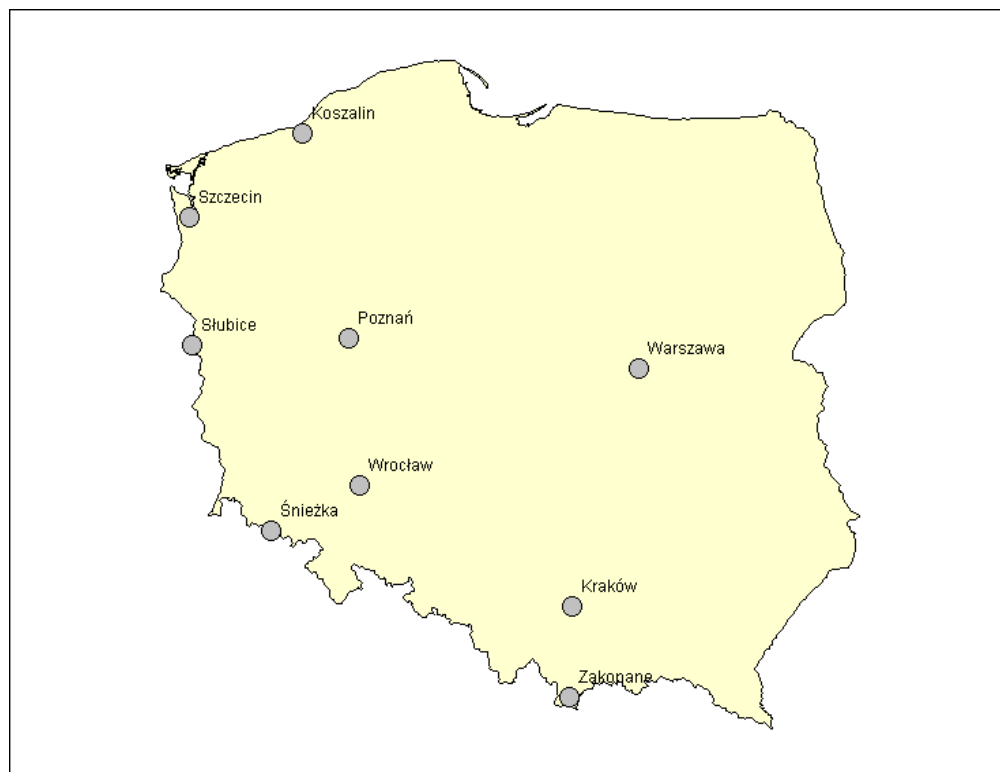 Koszalin
Szczecin
Słubice
Poznań
Warszawa
Wrocław
Śnieżka
Kraków
Zakopane